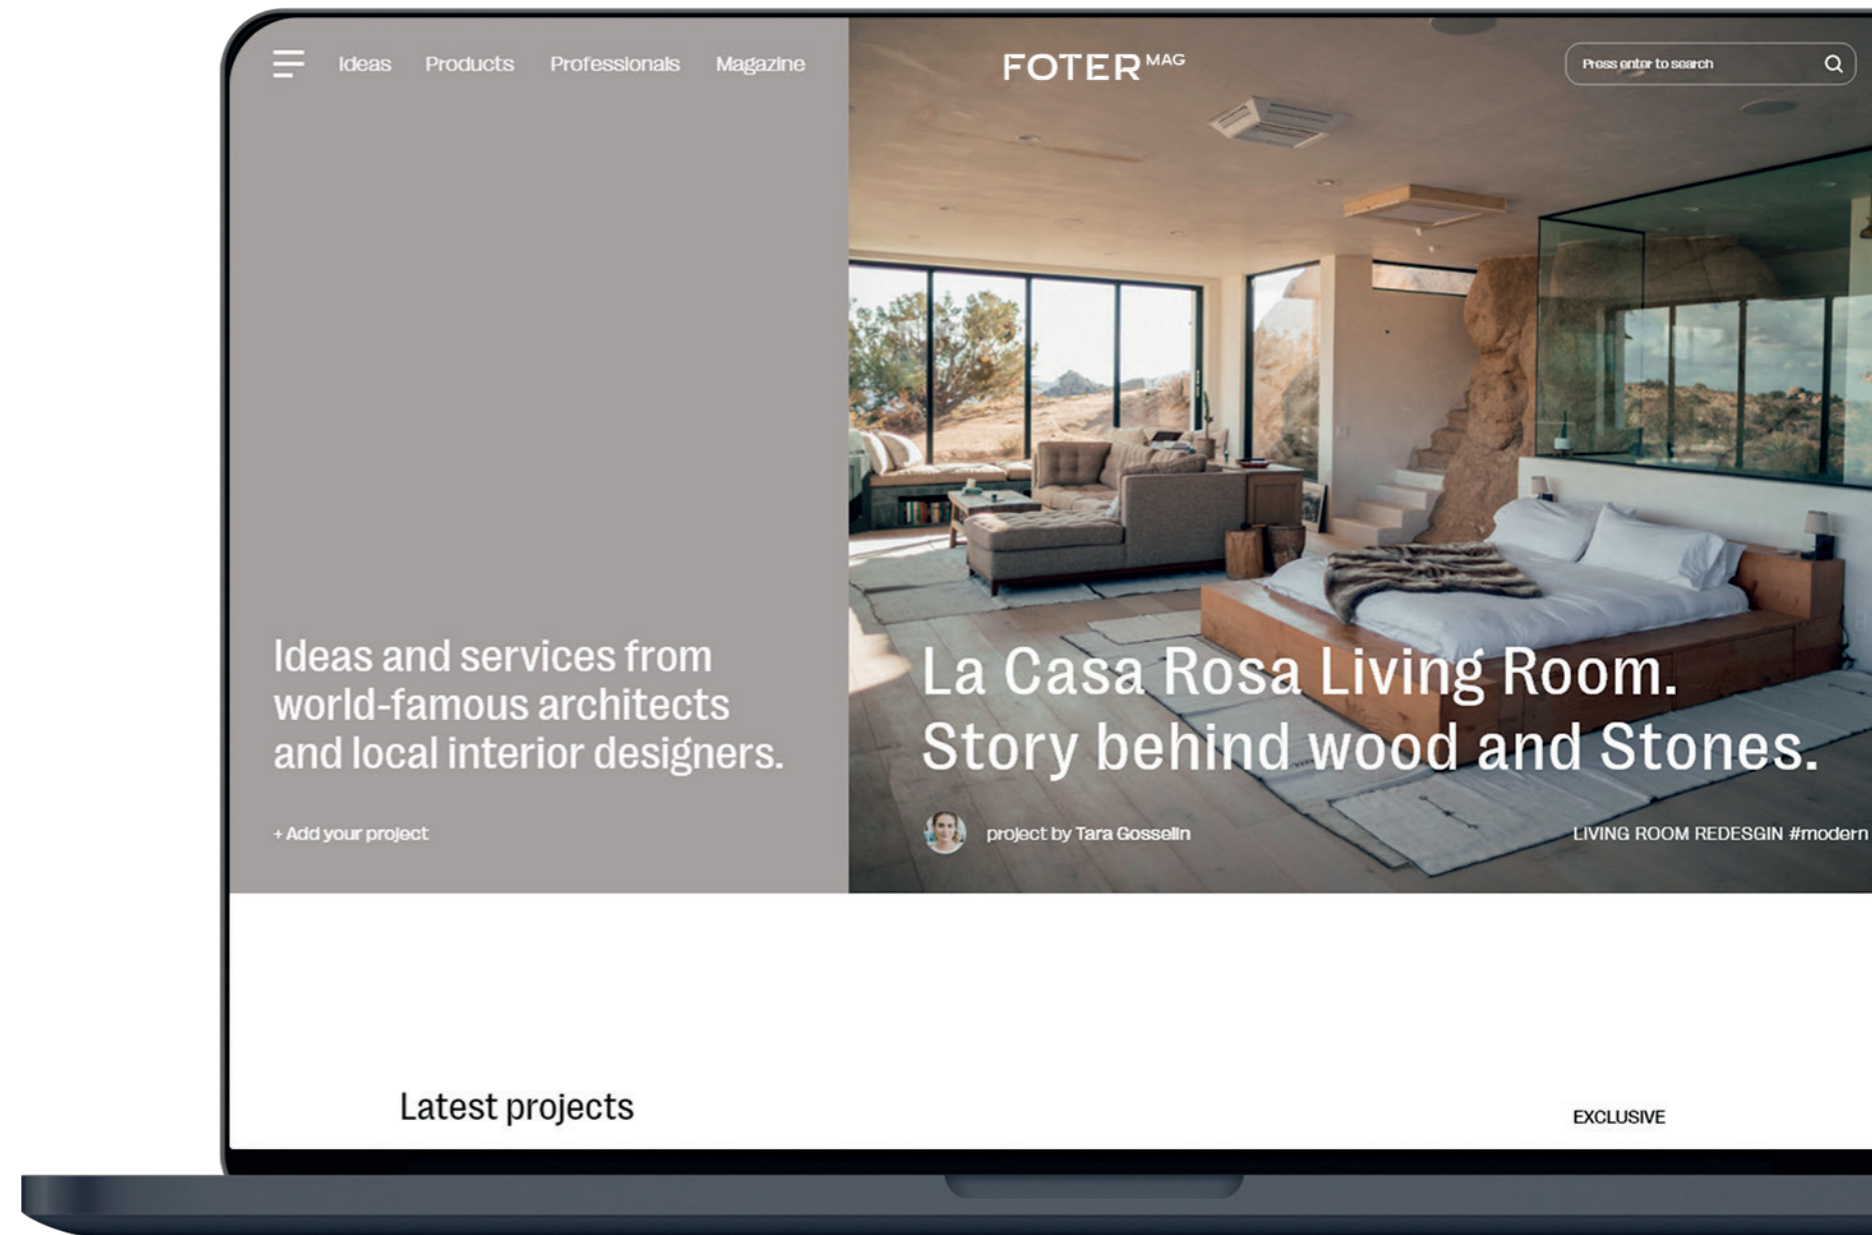 Ideas Products Professionals Magazine
FOTER MAG
Press enter to search
Ideas and services from
world-famous architects
and local interior designers.
+ Add your project
La Casa Rosa Living Room.
Story behind wood and Stones.
project by Tara Gosselin
LIVING ROOM REDESGIN #modern
Latest projects
EXCLUSIVE